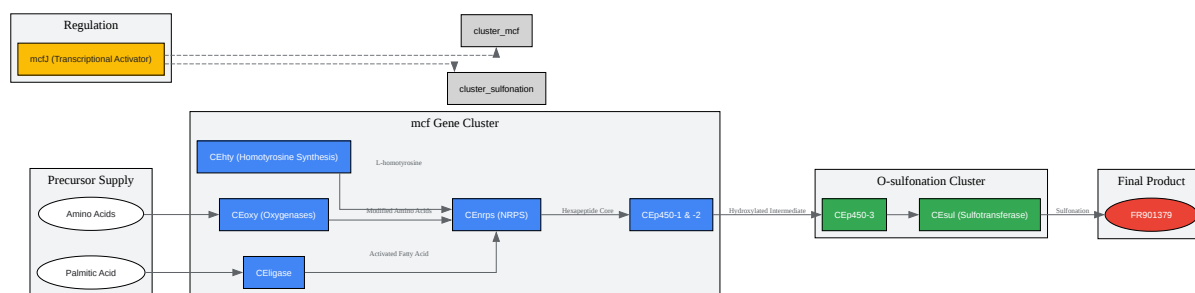 Regulation
mcfJ (Transcriptional Activator)
cluster_mcf
cluster_sulfonation
mcf Gene Cluster
CEhty (Homotyrosine Synthesis)
L-homotyrosine
Precursor Supply
Amino Acids
CEoxy (Oxygenases)
Modified Amino Acids
CEnrps (NRPS)
Hexapeptide Core
CEp450-1 & -2
Hydroxylated Intermediate
O-sulfonation Cluster
CEp450-3
CEsul (Sulfotransferase)
Sulfonation
Final Product
FR901379
Activated Fatty Acid
Palmitic Acid
CEligase